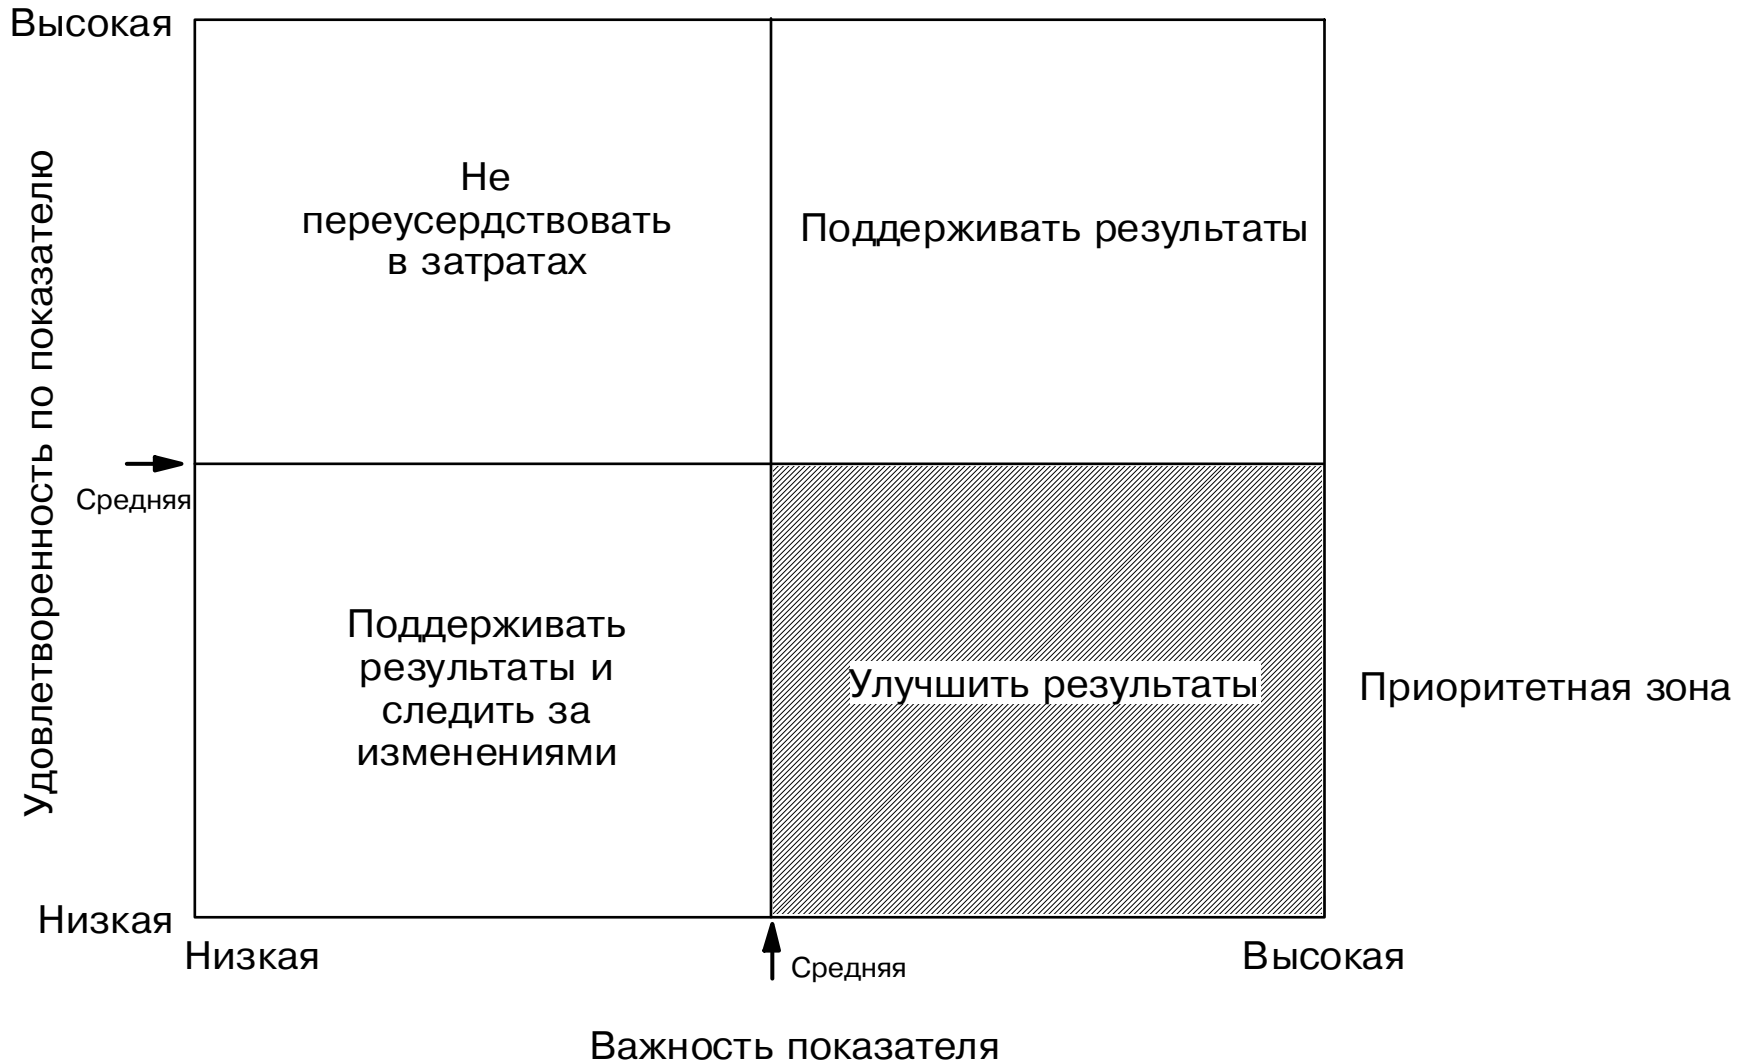 Высокая
Не
переусердствовать
в затратах
Поддерживать результаты
Удовлетворенность по показателю
Средняя
Поддерживать
результаты и
следить за
изменениями
Улучшить результаты
Приоритетная зона
Низкая
Низкая
Средняя
Высокая
Важность показателя